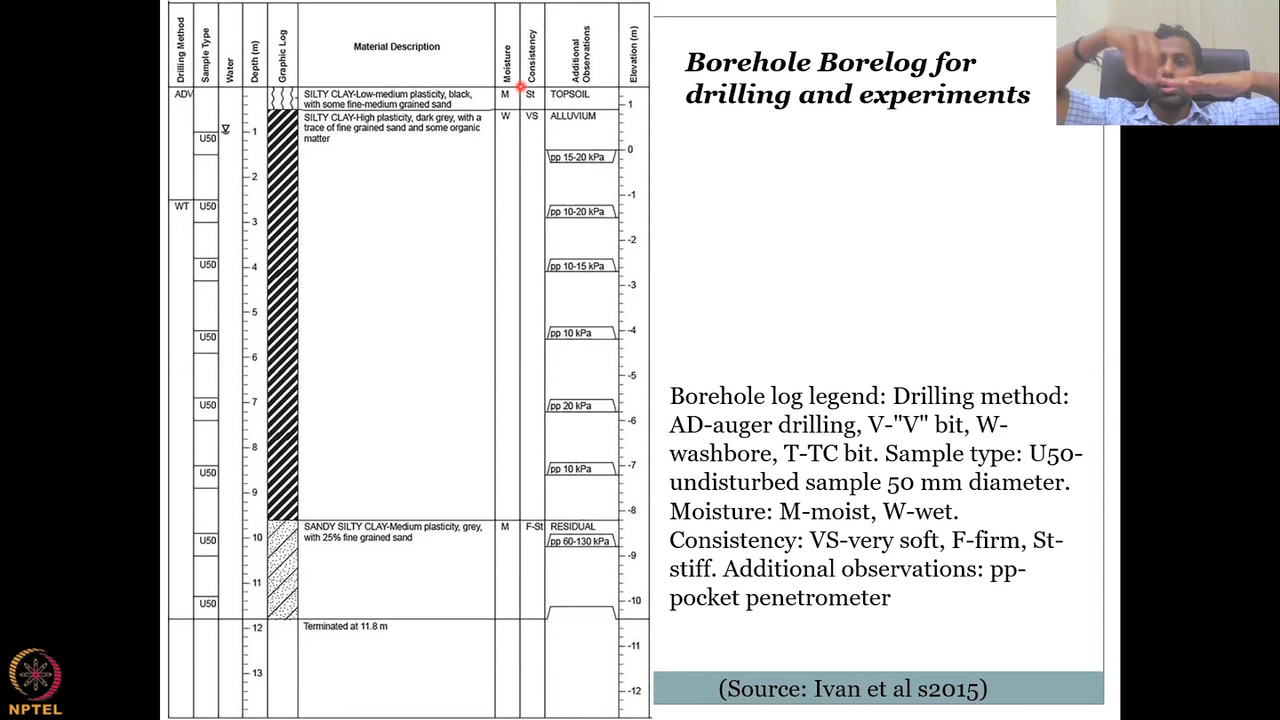 Drilling Method
Sample Type
Water
Depth (m)
Graphic Log
Material Description
Moisture
Consistency
Additional
Observations
Elevation (m)
ADV
SILTY CLAY-Low-medium plasticity, black,
with some fine-medium grained sand
M
St
TOPSOIL
1
SILTY CLAY-High plasticity, dark grey, with a
trace of fine grained sand and some organic
matter
W
VS
ALLUVIUM
U50
1
0
pp 15-20 kPa
2
-1
WT
U50
pp 10-20 kPa
3
-2
U50
4
pp 10-15 kPa
-3
5
-4
U50
pp 10 kPa
6
-5
U50
7
pp 20 kPa
-6
8
-7
U50
pp 10 kPa
9
-8
SANDY SILTY CLAY-Medium plasticity, grey,
with 25% fine grained sand
M
F-St
RESIDUAL
U50
10
pp 60-130 kPa
-9
11
-10
U50
12
Terminated at 11.8 m
-11
13
-12
Borehole Borelog for
drilling and experiments
Borehole log legend: Drilling method:
AD-auger drilling, V-"V" bit, W-
washbore, T-TC bit. Sample type: U50-
undisturbed sample 50 mm diameter.
Moisture: M-moist, W-wet.
Consistency: VS-very soft, F-firm, St-
stiff. Additional observations: pp-
pocket penetrometer
(Source: Ivan et al s2015)
NPTEL